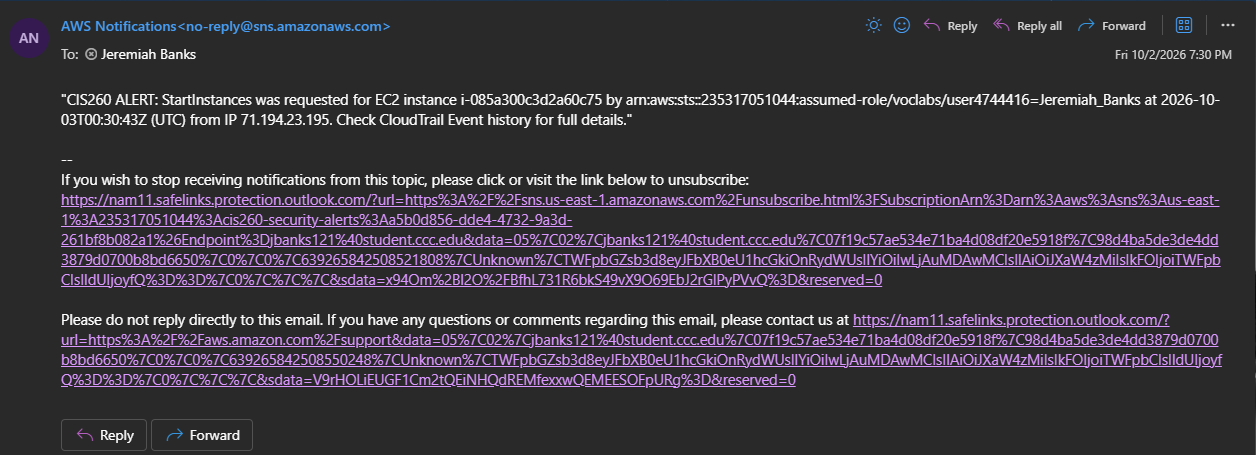 AN
AWS Notifications<no-reply@sns.amazonaws.com>
Reply
Reply all
Forward
To: Jeremiah Banks
Fri 10/2/2026 7:30 PM
"CIS260 ALERT: StartInstances was requested for EC2 instance i-085a300c3d2a60c75 by arn:aws:sts::235317051044:assumed-role/voclabs/user4744416=Jeremiah_Banks at 2026-10-
03T00:30:43Z (UTC) from IP 71.194.23.195. Check CloudTrail Event history for full details."
--
If you wish to stop receiving notifications from this topic, please click or visit the link below to unsubscribe:
https://nam11.safelinks.protection.outlook.com/?url=https%3A%2F%2Fsns.us-east-1.amazonaws.com%2Funsubscribe.html%3FSubscriptionArn%3Darn%3Aaws%3Asns%3Aus-east-
1%3A235317051044%3Acis260-security-alerts%3Aa5b0d856-dde4-4732-9a3d-
261bf8b082a1%26Endpoint%3Djbanks121%40student.ccc.edu&data=05%7C02%7Cjbanks121%40student.ccc.edu%7C07f19c57ae534e71ba4d08df20e5918f%7C98d4ba5de3de4dd
3879d0700b8bd6650%7C0%7C0%7C639265842508521808%7CUnknown%7CTWFpbGZsb3d8eyJFbXB0eU1hcGkiOnRydWUsIlYiOiIwLjAuMDAwMCIsIlAiOiJXaW4zMiIsIkFOIjoiTWFpb
CIsIldUIjoyfQ%3D%3D%7C0%7C%7C%7C&sdata=x94Om%2BI2O%2FBfhL731R6bkS49vX9O69EbJ2rGlPyPVvQ%3D&reserved=0
Please do not reply directly to this email. If you have any questions or comments regarding this email, please contact us at https://nam11.safelinks.protection.outlook.com/?
url=https%3A%2F%2Faws.amazon.com%2Fsupport&data=05%7C02%7Cjbanks121%40student.ccc.edu%7C07f19c57ae534e71ba4d08df20e5918f%7C98d4ba5de3de4dd3879d0700
b8bd6650%7C0%7C0%7C639265842508550248%7CUnknown%7CTWFpbGZsb3d8eyJFbXB0eU1hcGkiOnRydWUsIlYiOiIwLjAuMDAwMCIsIlAiOiJXaW4zMiIsIkFOIjoiTWFpbCIsIldUIjoyf
Q%3D%3D%7C0%7C%7C%7C&sdata=V9rHOLiEUGF1Cm2tQEiNHQdREMfexxwQEMEESOFpURg%3D&reserved=0
Reply
Forward